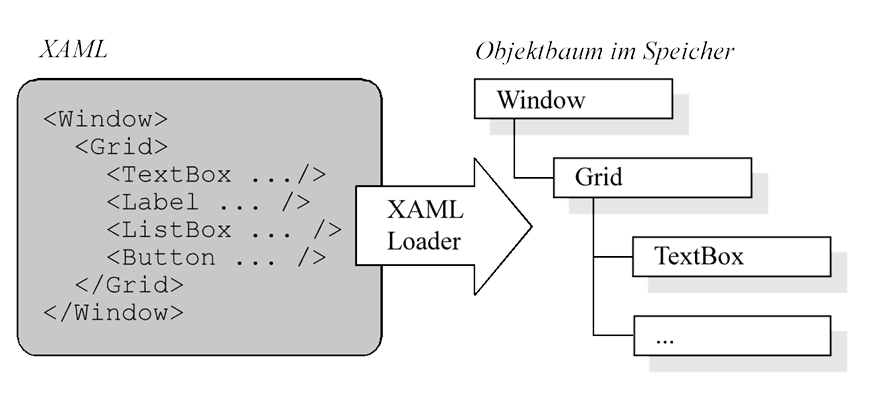 XAML
<Window>
<Grid>
<TextBox .../>
<Label ... />
<ListBox ... />
<Button ... />
</Grid>
</Window>
XAML
Loader
Objektbaum im Speicher
Window
Grid
TextBox
...